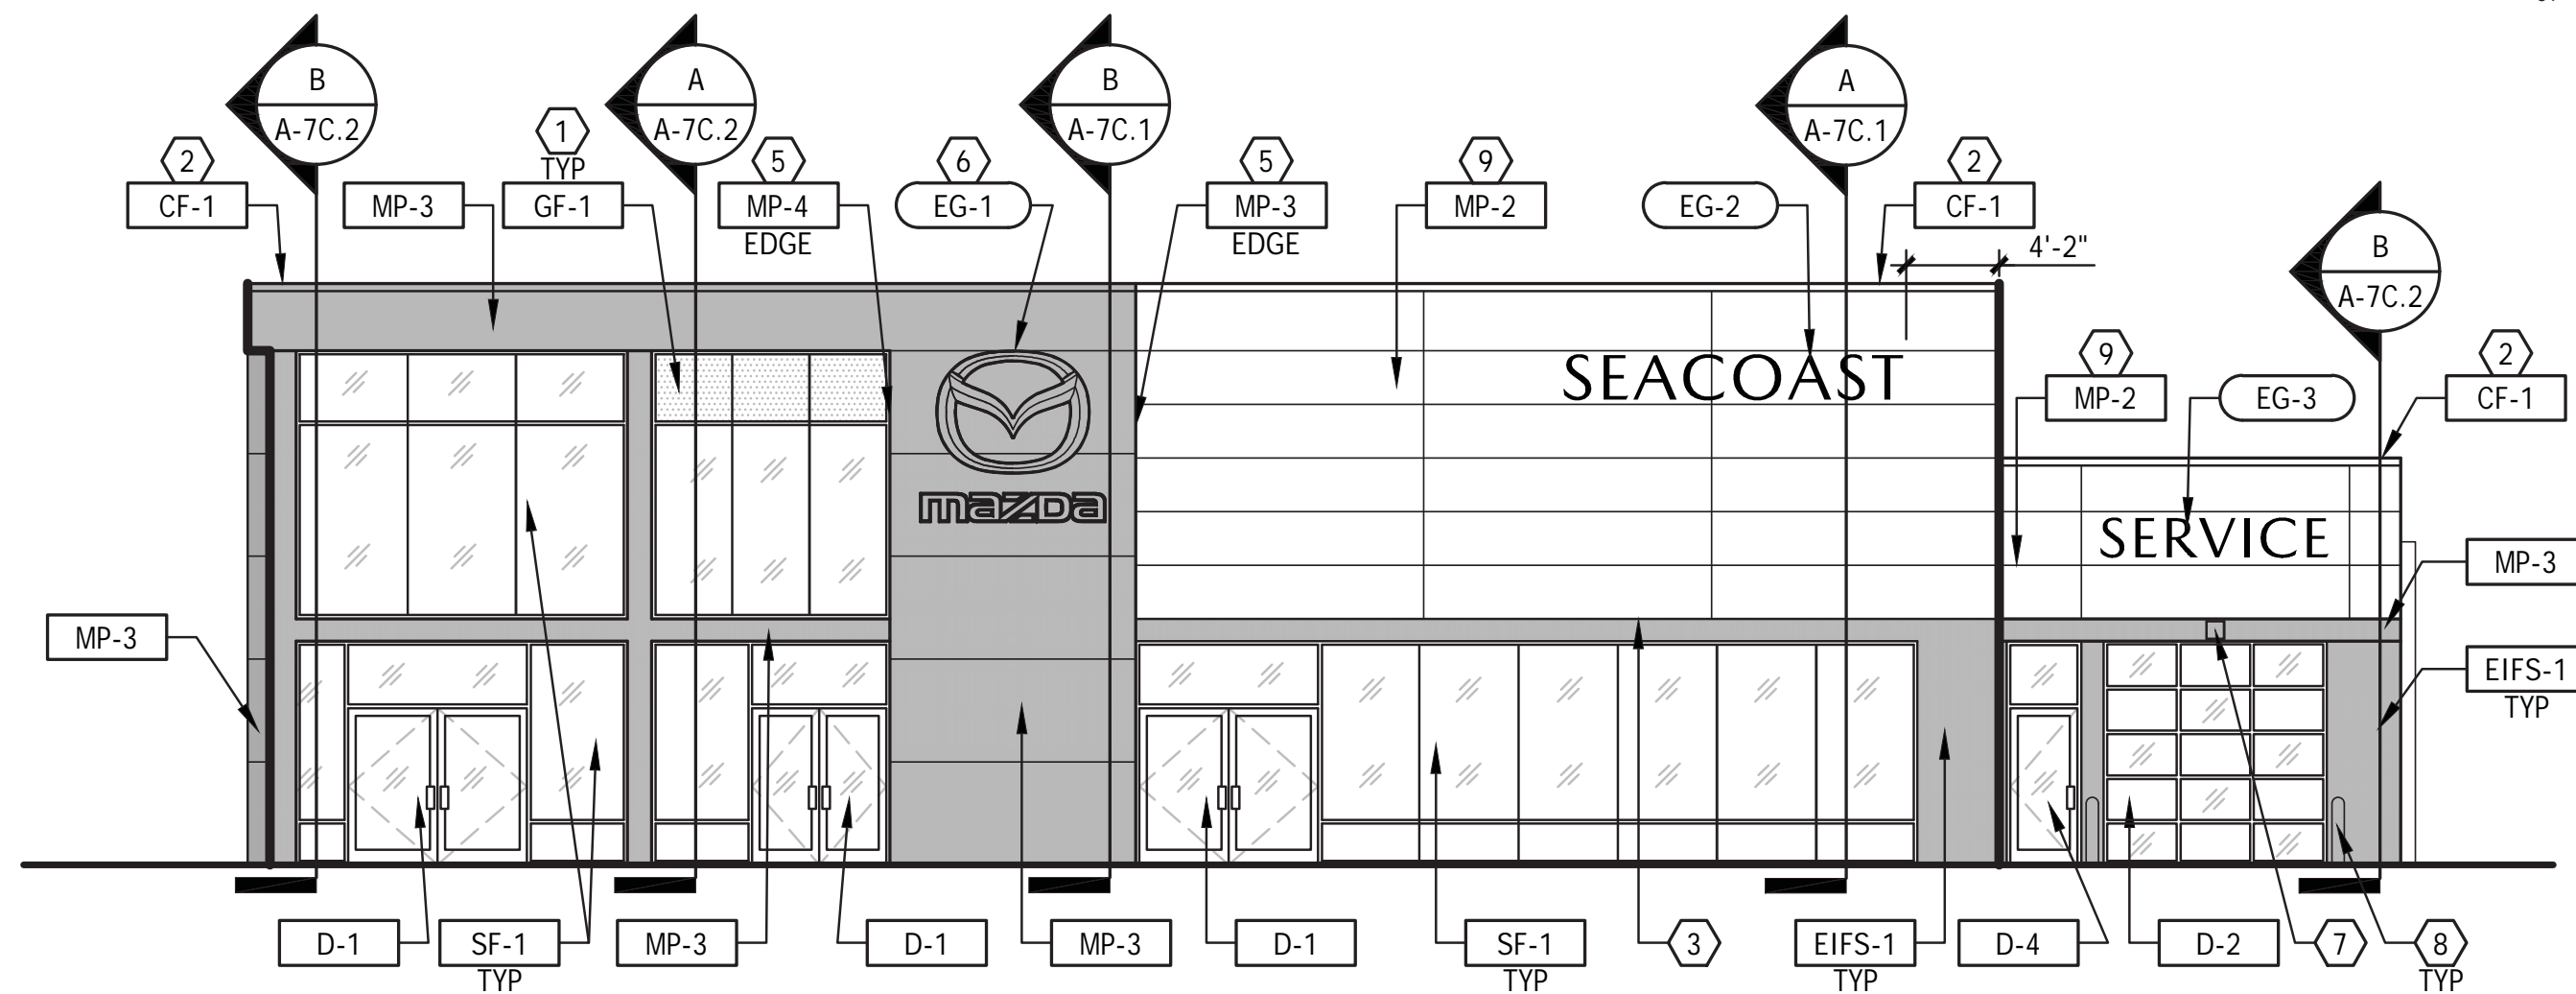 B
A-7C.2
A
A-7C.2
B
A-7C.1
A
A-7C.1
1
TYP
GF-1
2
CF-1
MP-3
5
MP-4
EDGE
6
EG-1
5
MP-3
EDGE
9
MP-2
EG-2
2
CF-1
4'-2"
B
A-7C.2
SEACOAST
9
MP-2
EG-3
2
CF-1
mazda
SERVICE
MP-3
MP-3
EIFS-1
TYP
D-1
SF-1
TYP
MP-3
D-1
MP-3
D-1
SF-1
TYP
3
EIFS-1
TYP
D-4
D-2
7
8
TYP